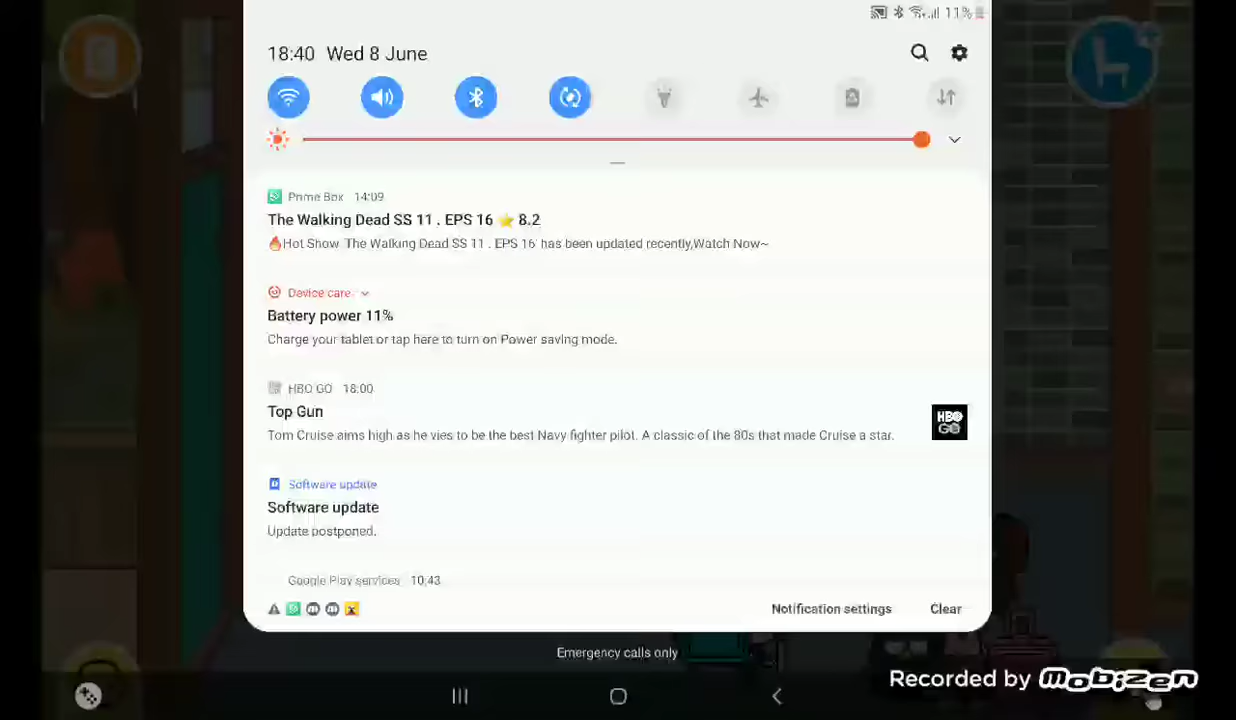 11%
18:40 Wed 8 June
Prime Box 14:09
The Walking Dead SS 11 . EPS 16 ⭐ 8.2
🔥Hot Show The Walking Dead SS 11 . EPS 16 has been updated recently,Watch Now~
Device care
Battery power 11%
Charge your tablet or tap here to turn on Power saving mode.
HBO GO 18:00
Top Gun
Tom Cruise aims high as he vies to be the best Navy fighter pilot. A classic of the 80s that made Cruise a star.
HBO
GO
Software update
Software update
Update postponed.
Google Play services 10:43
Notification settings Clear
Emergency calls only
Recorded by mobizen